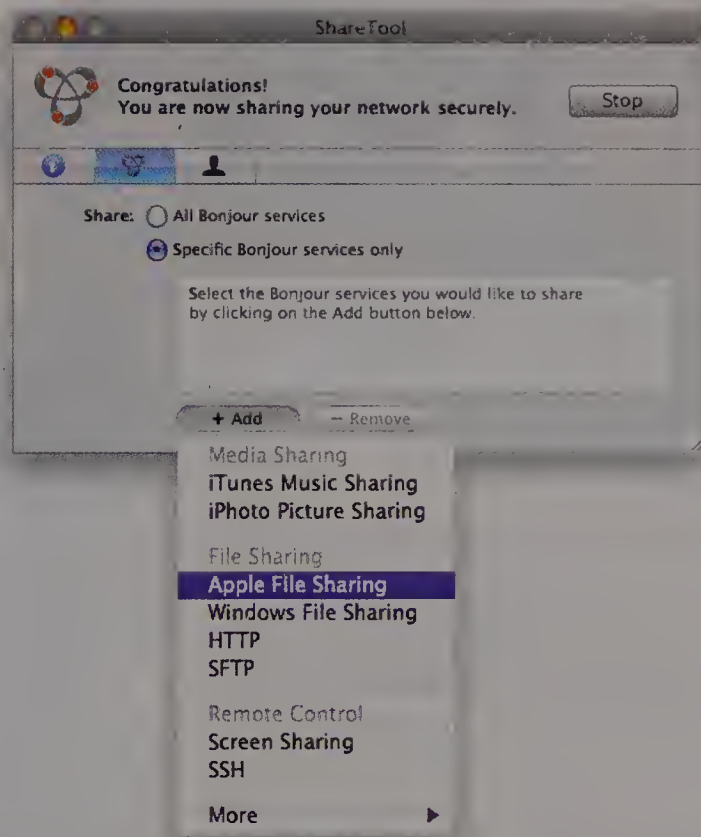 ShareTool
Congratulations!
You are now sharing your network securely.
Stop
Share: All Bonjour services
Specific Bonjour services only
Select the Bonjour services you would like to share
by clicking on the Add button below.
+ Add
− Remove
Media Sharing
iTunes Music Sharing
iPhoto Picture Sharing
File Sharing
Apple File Sharing
Windows File Sharing
HTTP
SFTP
Remote Control
Screen Sharing
SSH
More